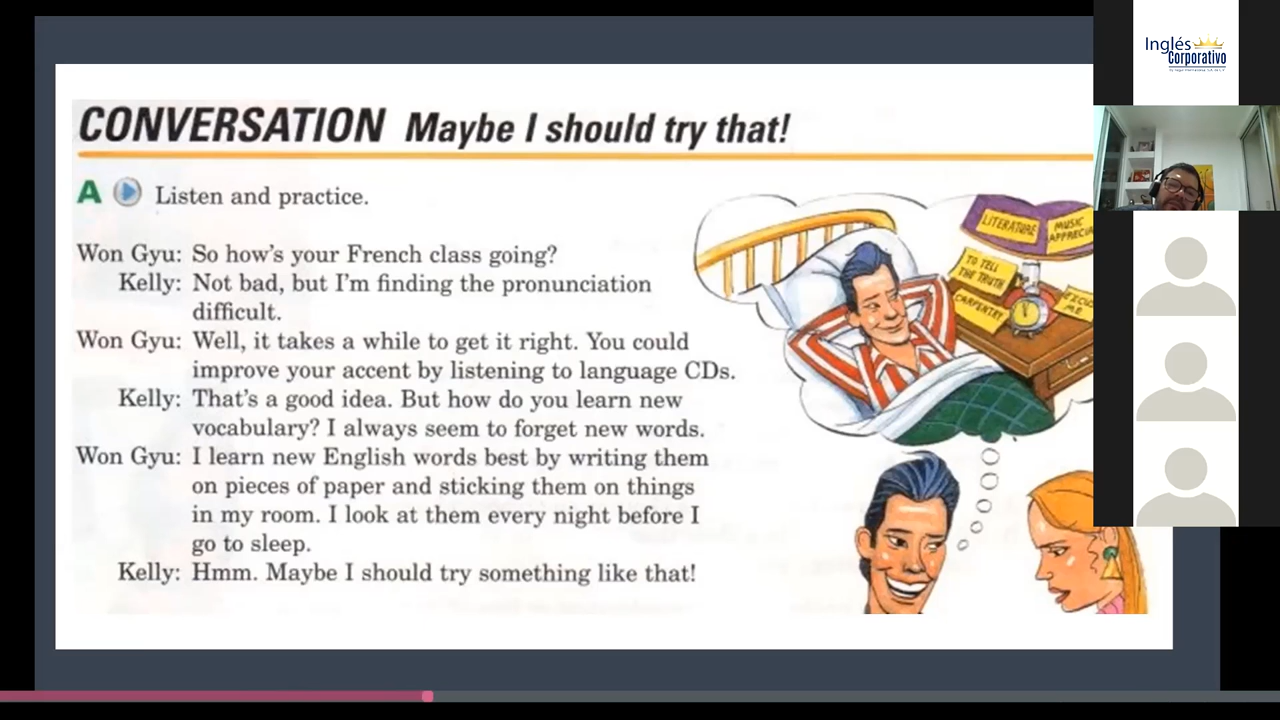 CONVERSATION Maybe I should try that!
A Listen and practice.
Won Gyu: So how's your French class going?
Kelly: Not bad, but I'm finding the pronunciation
difficult.
Won Gyu: Well, it takes a while to get it right. You could
improve your accent by listening to language CDs.
Kelly: That's a good idea. But how do you learn new
vocabulary? I always seem to forget new words.
Won Gyu: I learn new English words best by writing them
on pieces of paper and sticking them on things
in my room. I look at them every night before I
go to sleep.
Kelly: Hmm. Maybe I should try something like that!
LITERATURE
MUSIC
TO TELL
THE TRUTH
CARPENTRY
ME
Inglés
Corporativo